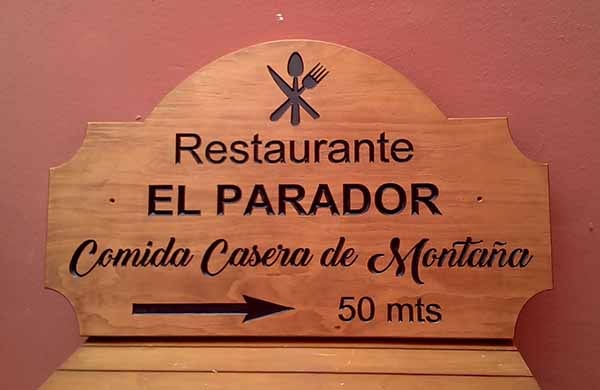 Restaurante
EL PARADOR
Comida Casera de Montaña
50 mts